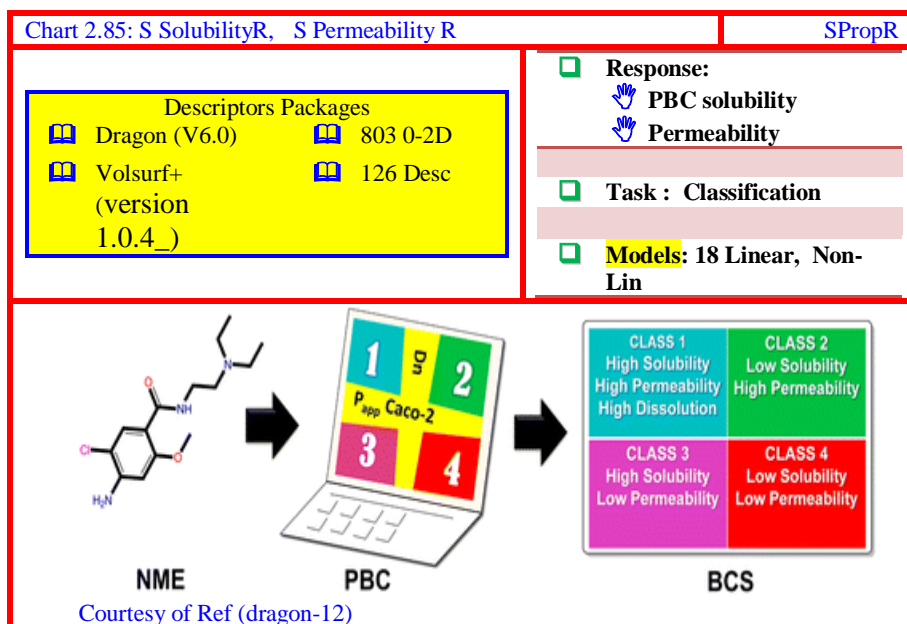 Chart 2.85: S SolubilityR, S Permeability R
SPropR
Descriptors Packages
Dragon (V6.0) 803 0-2D
Volsurf+ 126 Desc
(version
1.0.4_)
Response:
PBC solubility
Permeability
Task : Classification
Models: 18 Linear, Non-
Lin
O
NH
N
Cl
O
H₂N
NME
1
Dn
2
Papp Caco-2
3
4
PBC
CLASS 1
High Solubility
High Permeability
High Dissolution
CLASS 2
Low Solubility
High Permeability
CLASS 3
High Solubility
Low Permeability
CLASS 4
Low Solubility
Low Permeability
BCS
Courtesy of Ref (dragon-12)